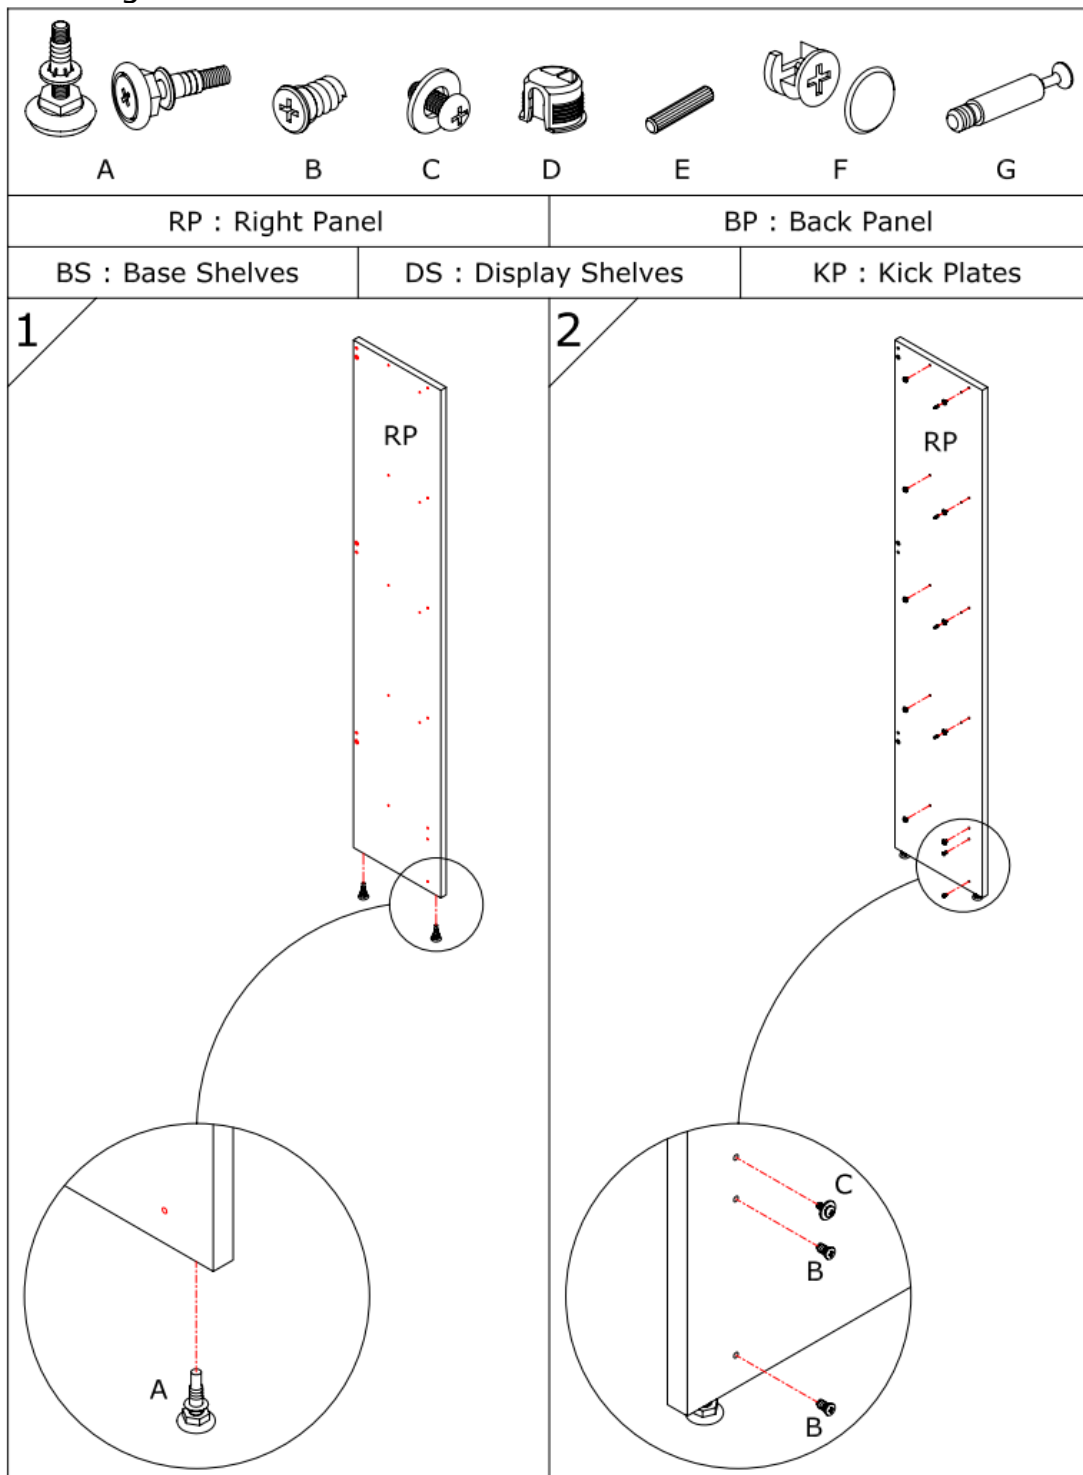 A B C D E F G
RP : Right Panel BP : Back Panel
BS : Base Shelves DS : Display Shelves KP : Kick Plates
1 2
RP RP
C
B
A
B